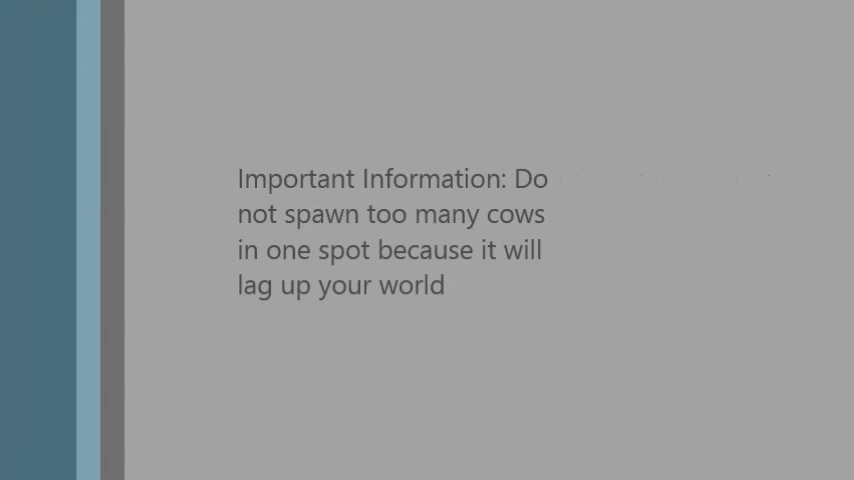 Important Information: Do
not spawn too many cows
in one spot because it will
lag up your world